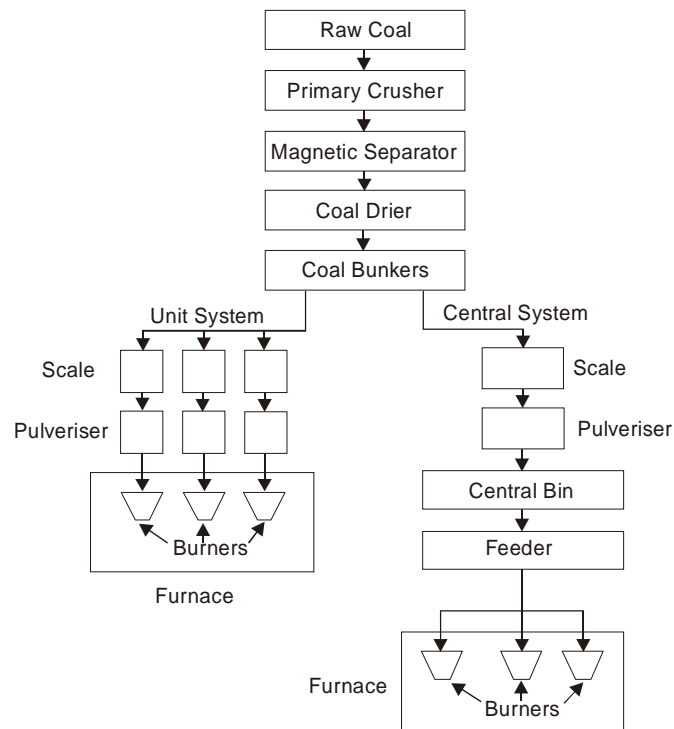 Raw Coal
Primary Crusher
Magnetic Separator
Coal Drier
Coal Bunkers
Unit System
Central System
Scale
Scale
Pulveriser
Pulveriser
Central Bin
Burners
Feeder
Furnace
Furnace
Burners